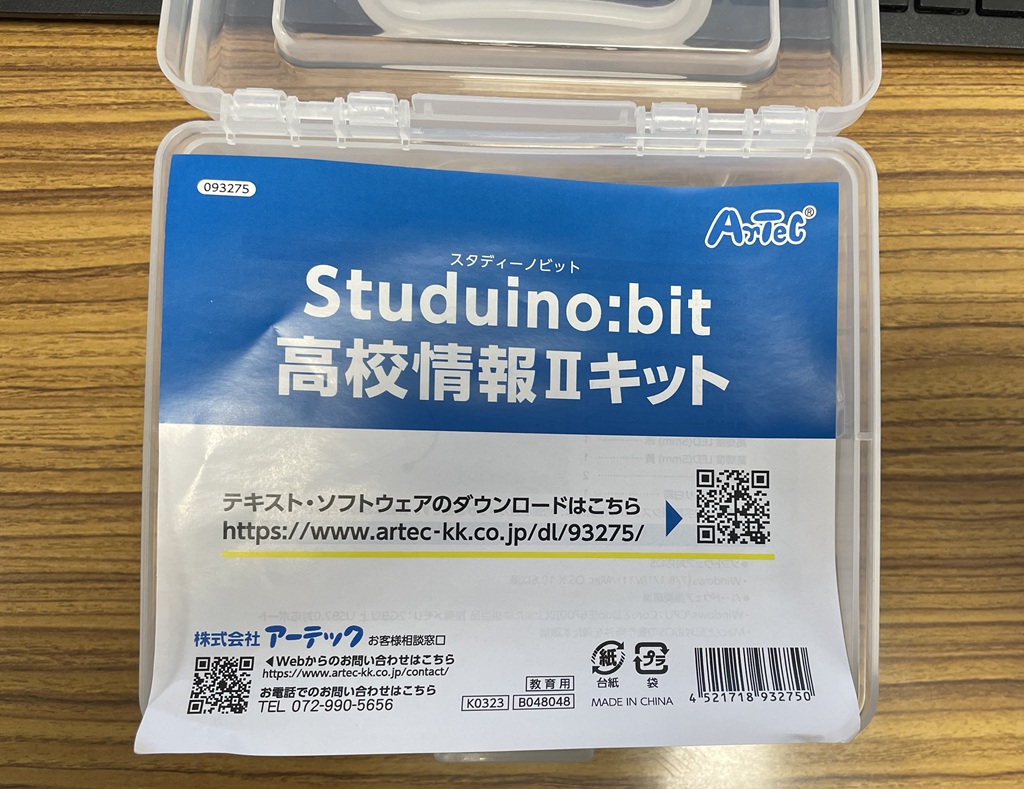 093275
ArTeC®
スタディーノビット
Studuino:bit
高校情報Ⅱキット
テキスト・ソフトウェアのダウンロードはこちら
https://www.artec-kk.co.jp/dl/93275/
株式会社 アーテック お客様相談窓口
◀Webからのお問い合わせはこちら
https://www.artec-kk.co.jp/contact/
お電話でのお問い合わせはこちら
TEL 072-990-5656
教育用
K0323 B048048
紙
台紙
プラ
袋
MADE IN CHINA
4 521718 932750